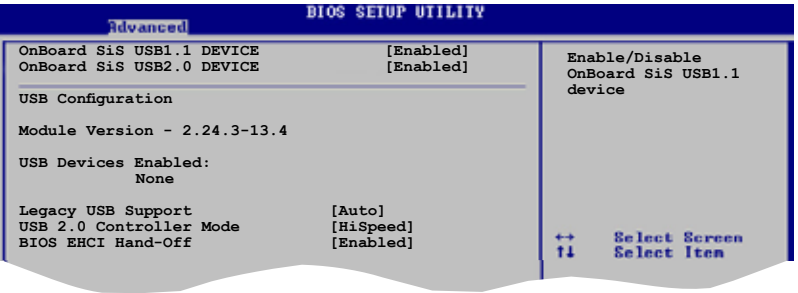 BIOS SETUP UTILITY
Advanced
OnBoard SiS USB1.1 DEVICE [Enabled]
OnBoard SiS USB2.0 DEVICE [Enabled]
USB Configuration
Module Version - 2.24.3-13.4
USB Devices Enabled:
None
Legacy USB Support [Auto]
USB 2.0 Controller Mode [HiSpeed]
BIOS EHCI Hand-Off [Enabled]
Enable/Disable
OnBoard SiS USB1.1
device
↔ Select Screen
↑↓ Select Item